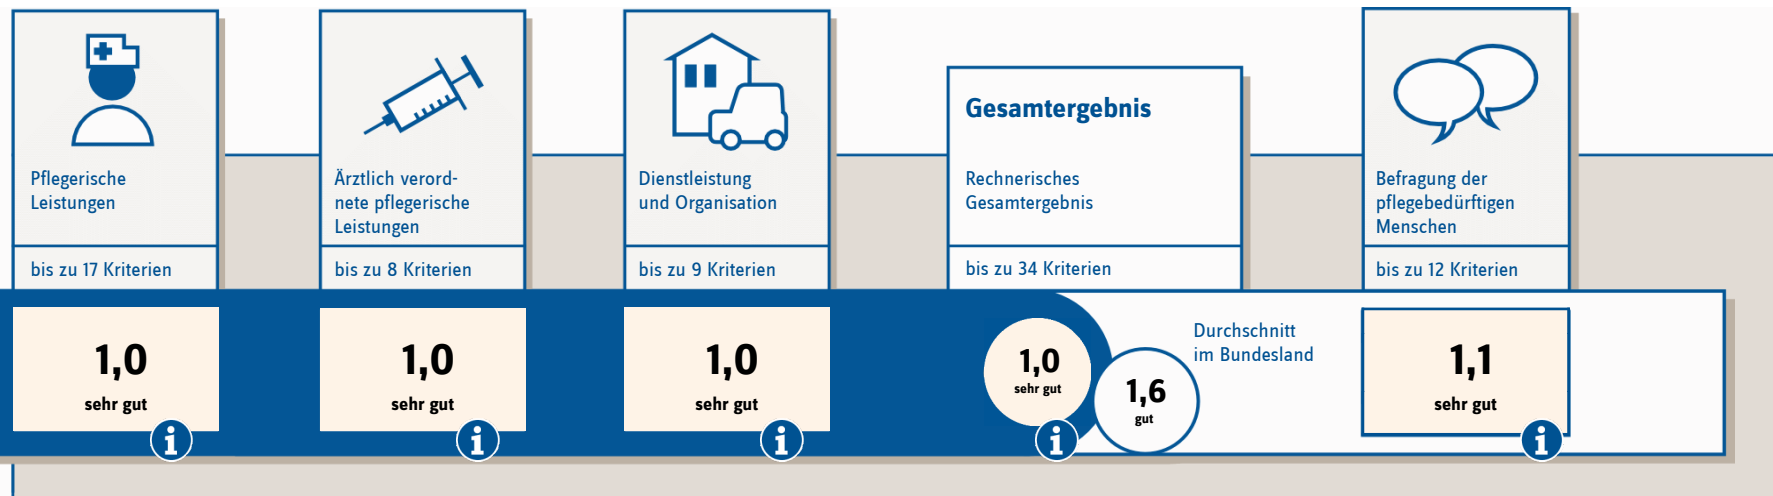 Pflegerische
Leistungen
bis zu 17 Kriterien
1,0
sehr gut
Ärztlich verord-
nete pflegerische
Leistungen
bis zu 8 Kriterien
1,0
sehr gut
Dienstleistung
und Organisation
bis zu 9 Kriterien
1,0
sehr gut
Gesamtergebnis
Rechnerisches
Gesamtergebnis
bis zu 34 Kriterien
1,0
sehr gut
1,6
gut
Durchschnitt
im Bundesland
Befragung der
pflegebedürftigen
Menschen
bis zu 12 Kriterien
1,1
sehr gut